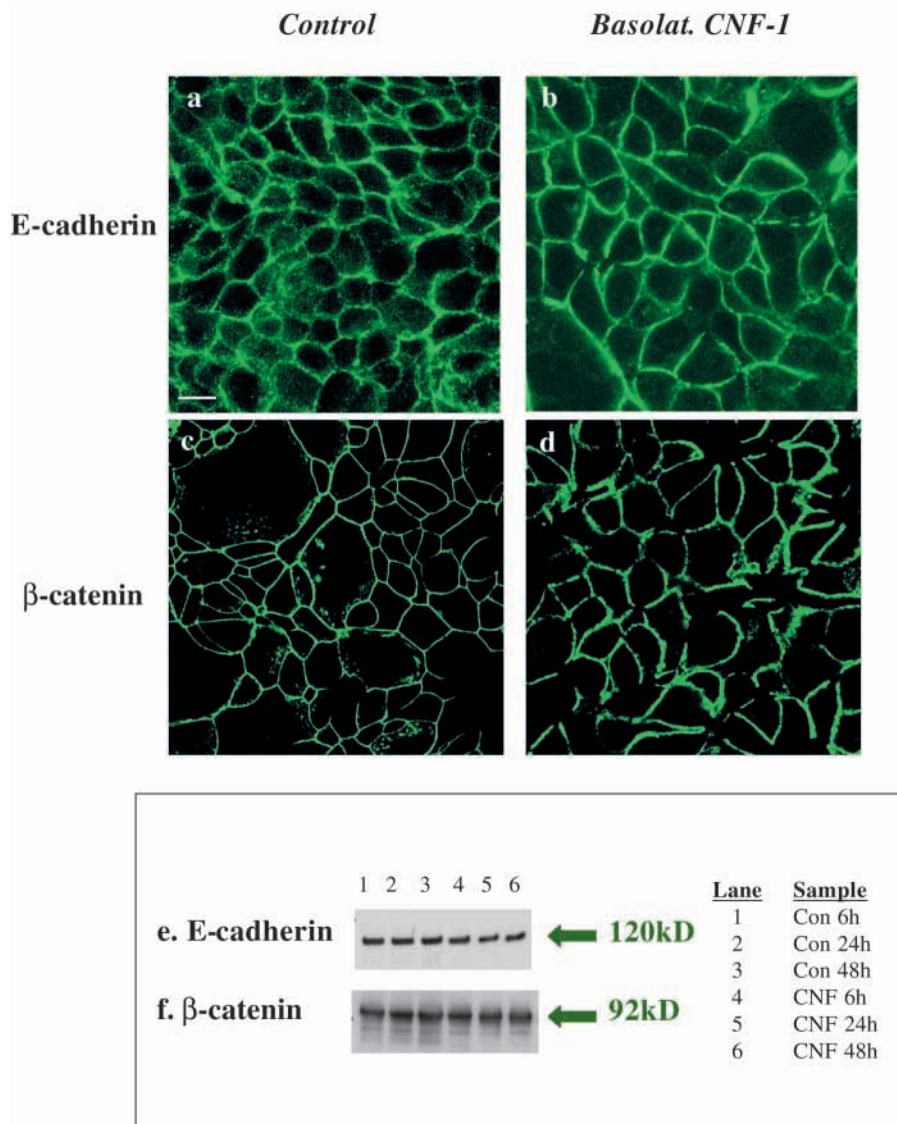 Control Basolat. CNF-1
a b
E-cadherin
c d
β-catenin
1 2 3 4 5 6
e. E-cadherin 120kD
f. β-catenin 92kD
Lane Sample
1 Con 6h
2 Con 24h
3 Con 48h
4 CNF 6h
5 CNF 24h
6 CNF 48h